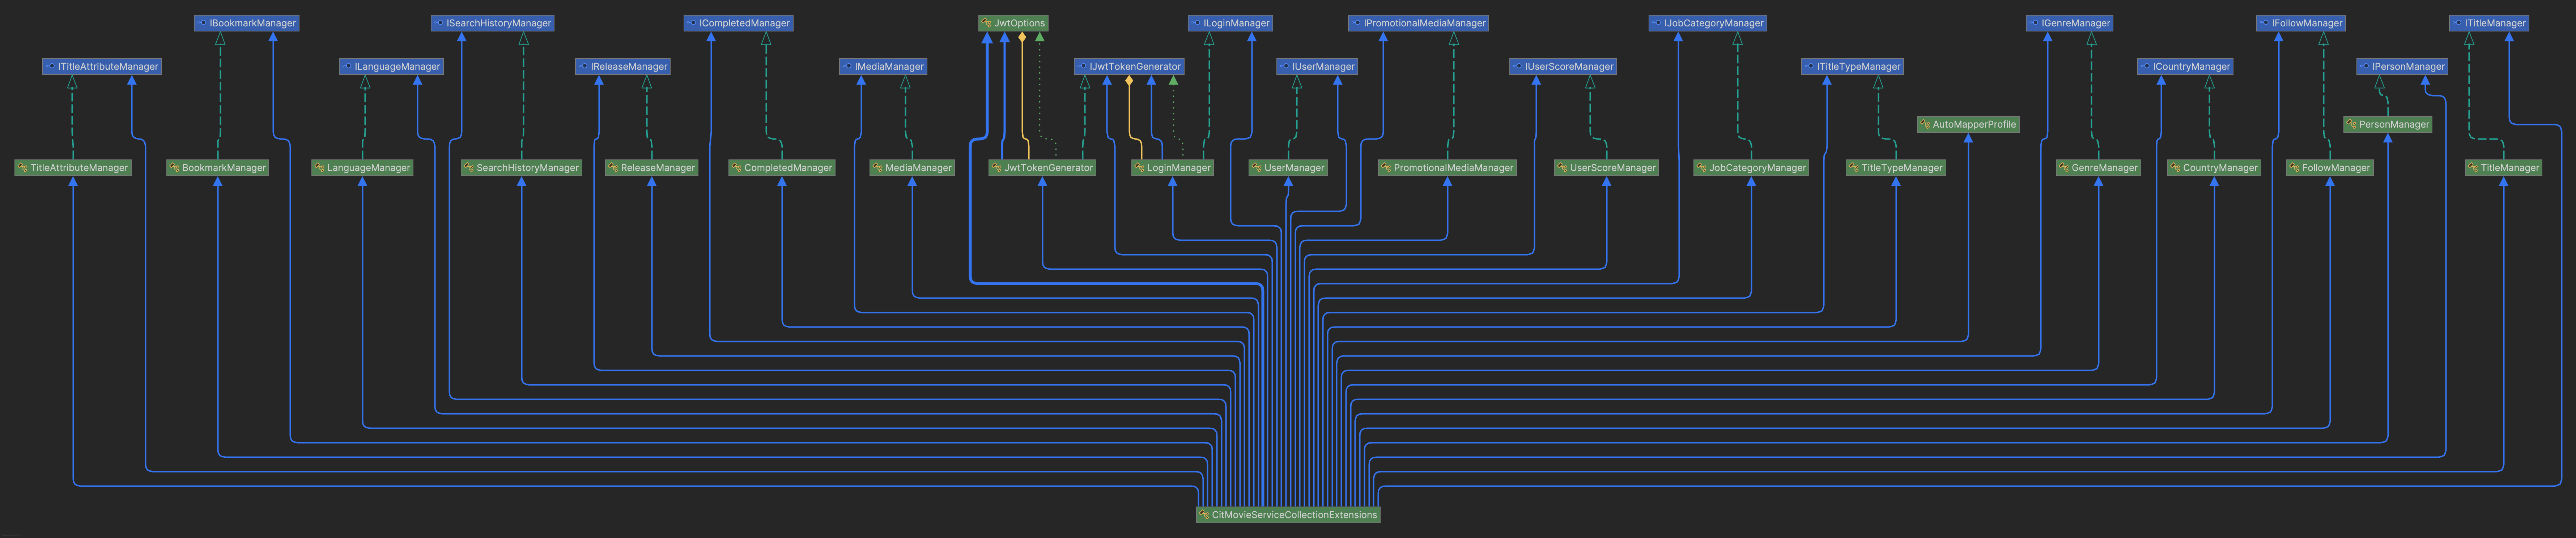 IBookmarkManager
ISearchHistoryManager
ICompletedManager
JwtOptions
ILoginManager
IPromotionalMediaManager
IJobCategoryManager
IGenreManager
IFollowManager
ITitleManager
ITitleAttributeManager
ILanguageManager
IReleaseManager
IMediaManager
IJwtTokenGenerator
IUserManager
IUserScoreManager
ITitleTypeManager
ICountryManager
IPersonManager
AutoMapperProfile
PersonManager
TitleAttributeManager
BookmarkManager
LanguageManager
SearchHistoryManager
ReleaseManager
CompletedManager
MediaManager
JwtTokenGenerator
LoginManager
UserManager
PromotionalMediaManager
UserScoreManager
JobCategoryManager
TitleTypeManager
GenreManager
CountryManager
FollowManager
TitleManager
CitMovieServiceCollectionExtensions